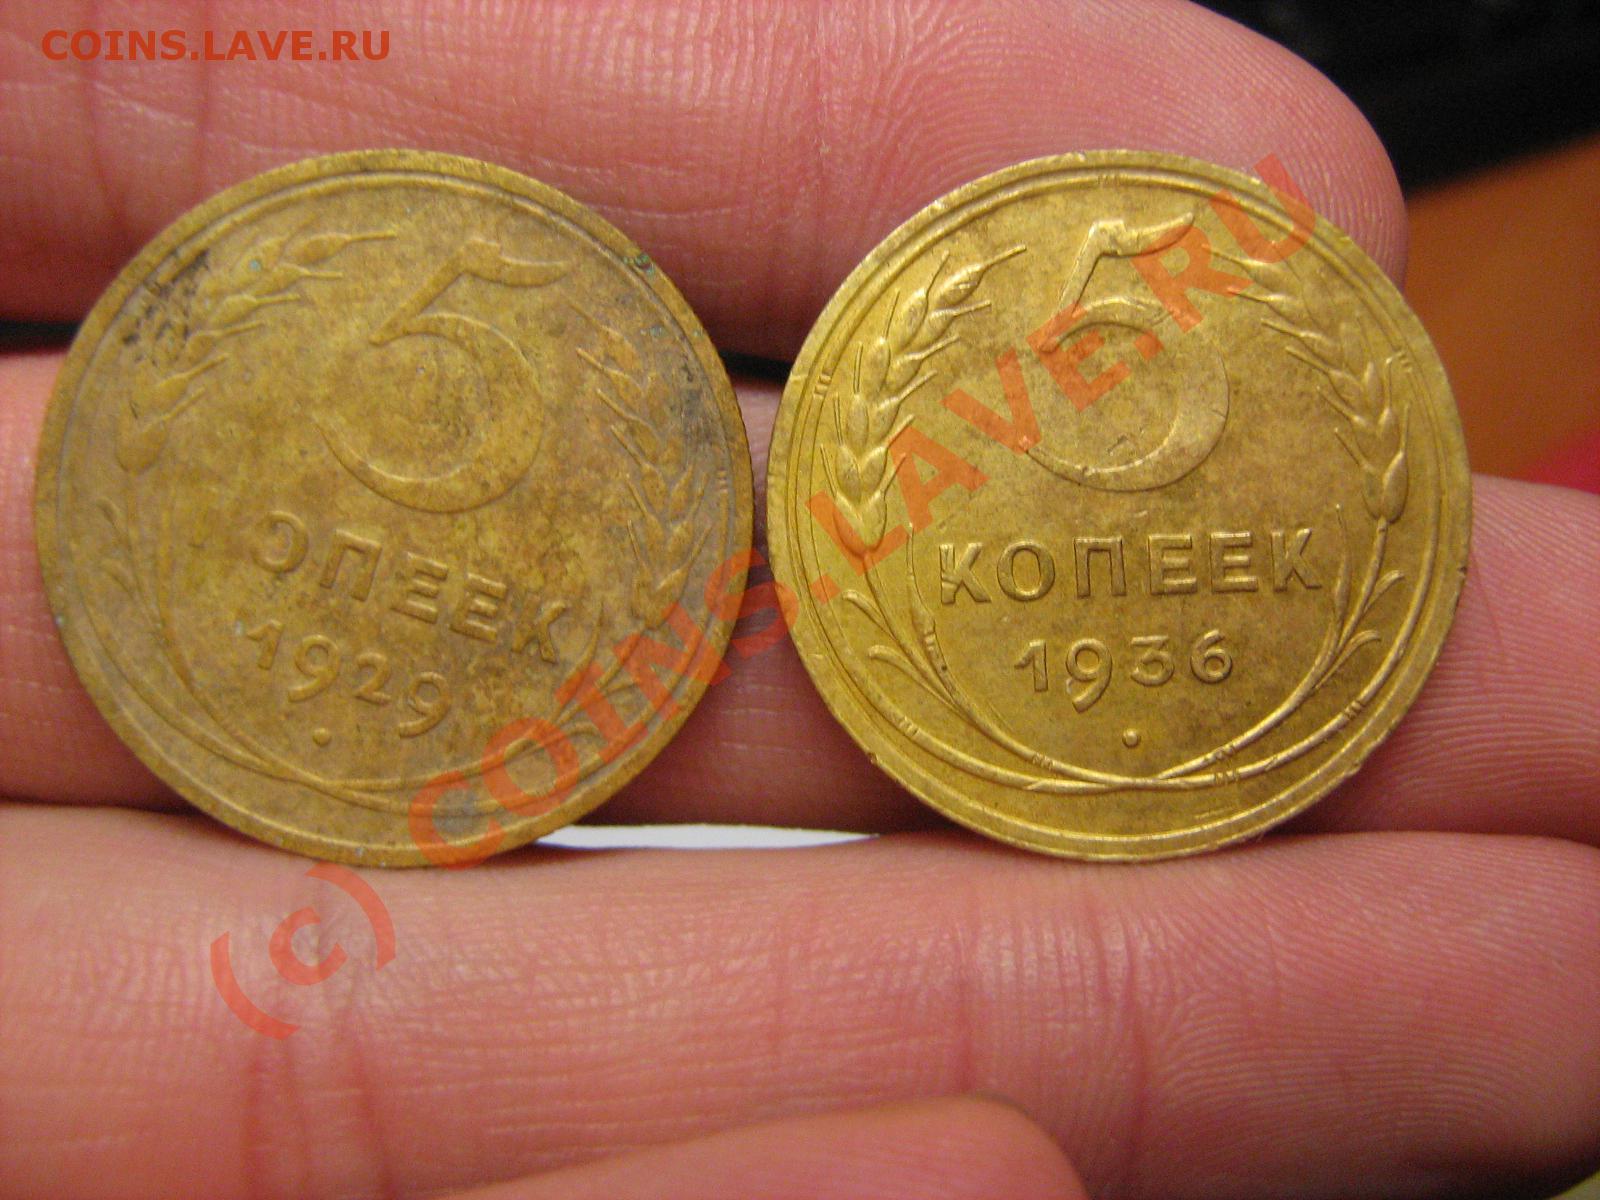 COINS.LAVE.RU
5
ОПЕЕК
1929
5
КОПЕЕК
1936
(c) COINS.LAVE.RU